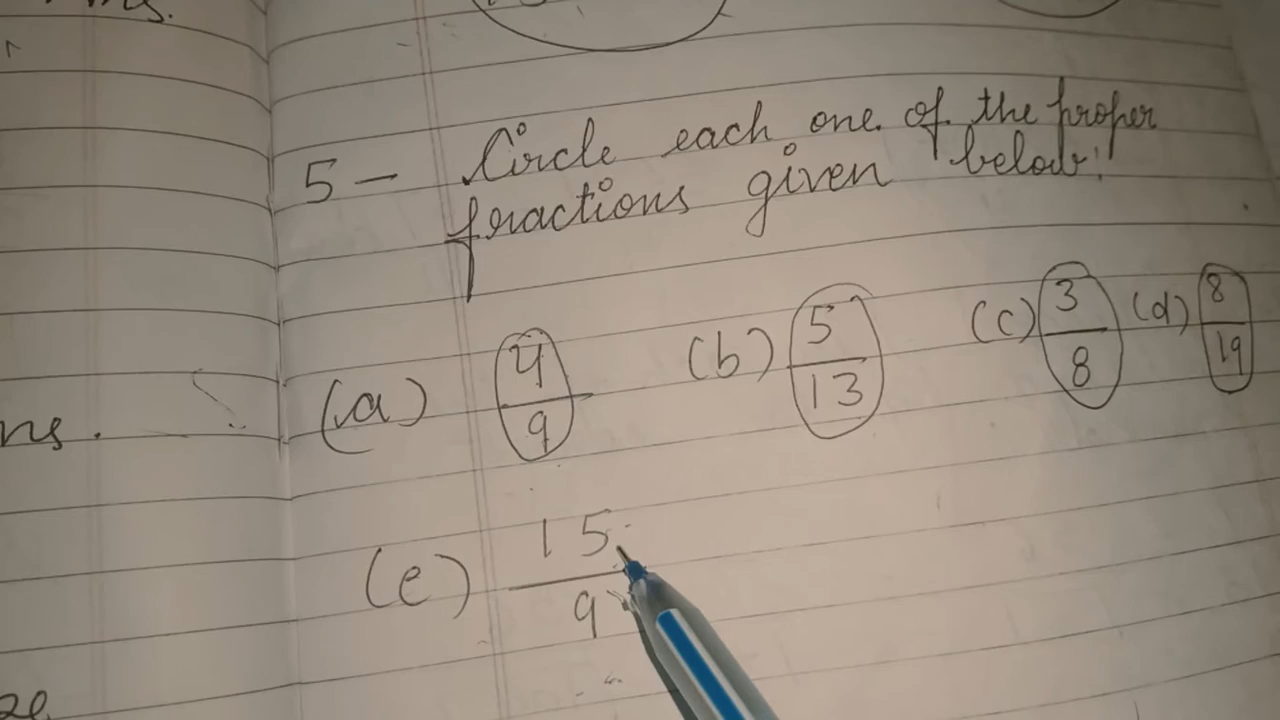 5 - Circle each one of the proper
fractions given below:
(a) 4/9 (b) 5/13 (c) 3/8 (d) 8/19
ns.
(e) 15/9